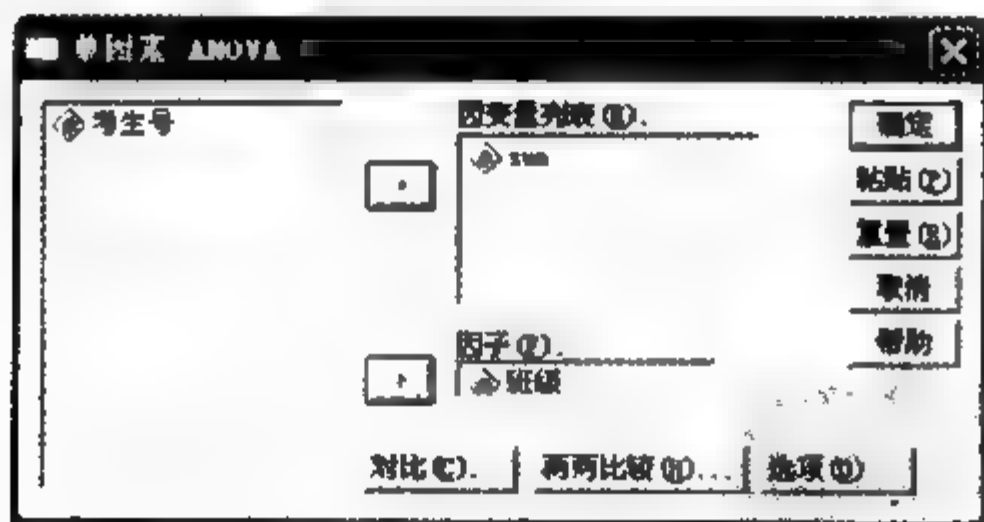 单因素 ANOVA
考生号
因变量列表(E).
sum
因子(F).
班级
确定
粘贴(P)
重置(R)
取消
帮助
对比(C).
两两比较(H)...
选项(O)